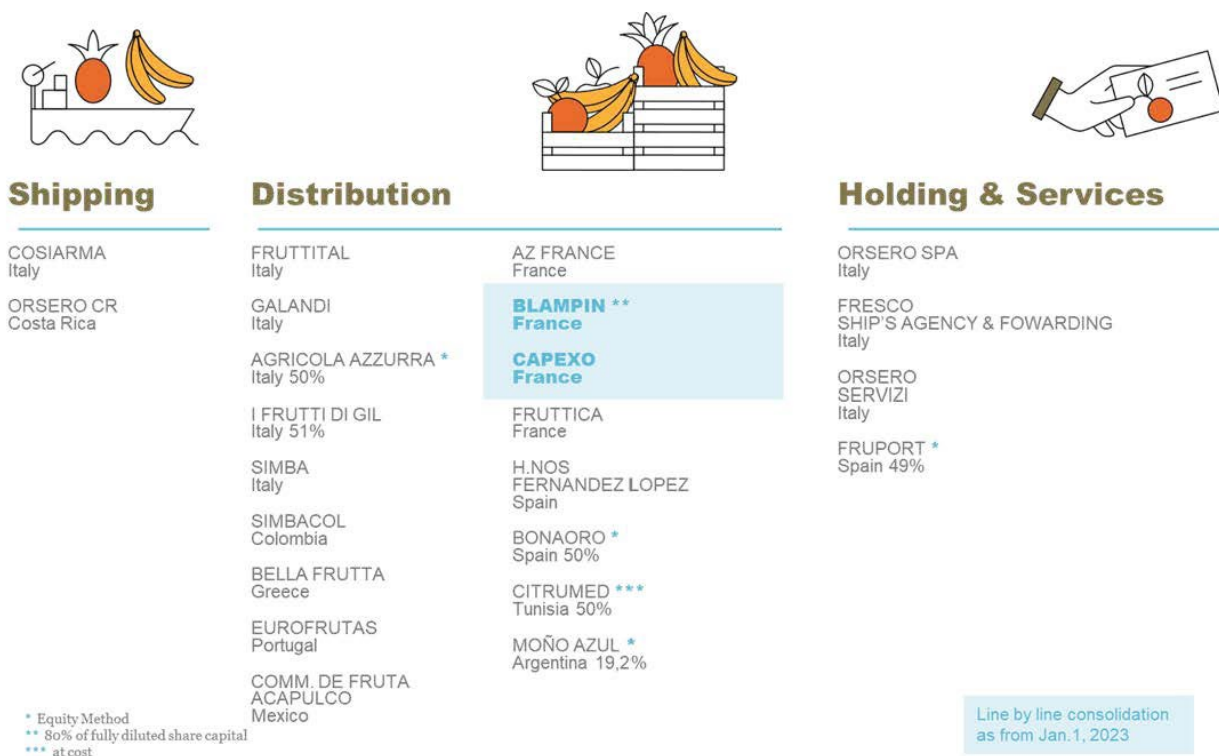 Shipping
COSIARMA
Italy
ORSERO CR
Costa Rica
Distribution
FRUTTITAL
Italy
GALANDI
Italy
AGRICOLA AZZURRA *
Italy 50%
I FRUTTI DI GIL
Italy 51%
SIMBA
Italy
SIMBACOL
Colombia
BELLA FRUTTA
Greece
EUROFRUTAS
Portugal
COMM. DE FRUTA
ACAPULCO
Mexico
AZ FRANCE
France
BLAMPIN **
France
CAPEXO
France
FRUTTICA
France
H.NOS
FERNANDEZ LOPEZ
Spain
BONAORO *
Spain 50%
CITRUMED ***
Tunisia 50%
MOÑO AZUL *
Argentina 19,2%
Holding & Services
ORSERO SPA
Italy
FRESCO
SHIP'S AGENCY & FOWARDING
Italy
ORSERO
SERVIZI
Italy
FRUPORT *
Spain 49%
* Equity Method
** 80% of fully diluted share capital
*** at cost
Line by line consolidation
as from Jan.1, 2023